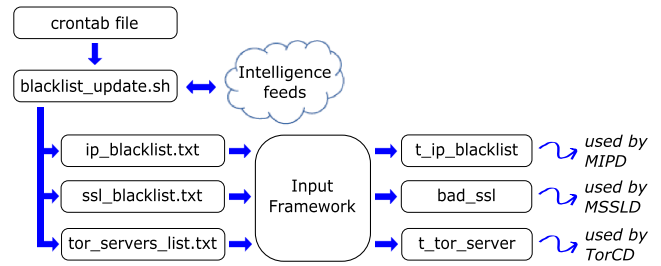 crontab file
blacklist_update.sh
Intelligence
feeds
ip_blacklist.txt
t_ip_blacklist
used by
MIPD
ssl_blacklist.txt
Input
Framework
bad_ssl
used by
MSSLD
tor_servers_list.txt
t_tor_server
used by
TorCD